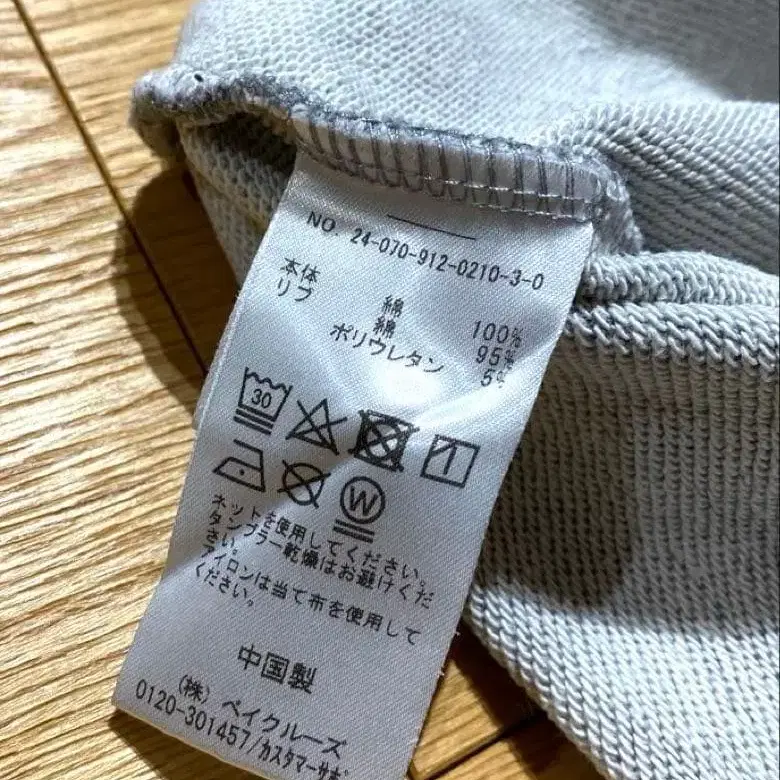 NO. 24-070-912-0210-3-0
本体 綿 100%
リブ 綿 95%
ポリウレタン 5%
30
W
ネットを使用してください。
タンブラー乾燥はお避けくだ
さい。
アイロンは当て布を使用して
ください。
中国製
(株) ベイクルーズ
0120-301457/カスタマーサポ